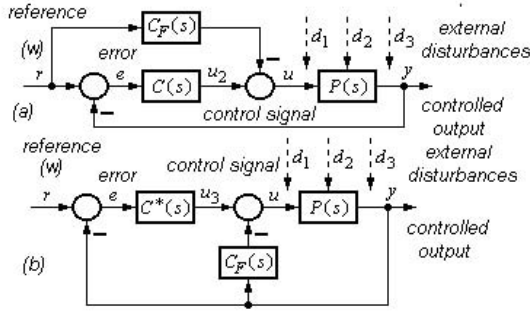 reference
C_F(s)
external
disturbances
(w)
error
d1
d2
d3
r
e
C(s)
u2
u
P(s)
y
(a)
control signal
controlled
output
reference
(w)
error
control signal
d1
d2
d3
external
disturbances
r
e
C*(s)
u3
u
P(s)
y
controlled
output
C_F(s)
(b)